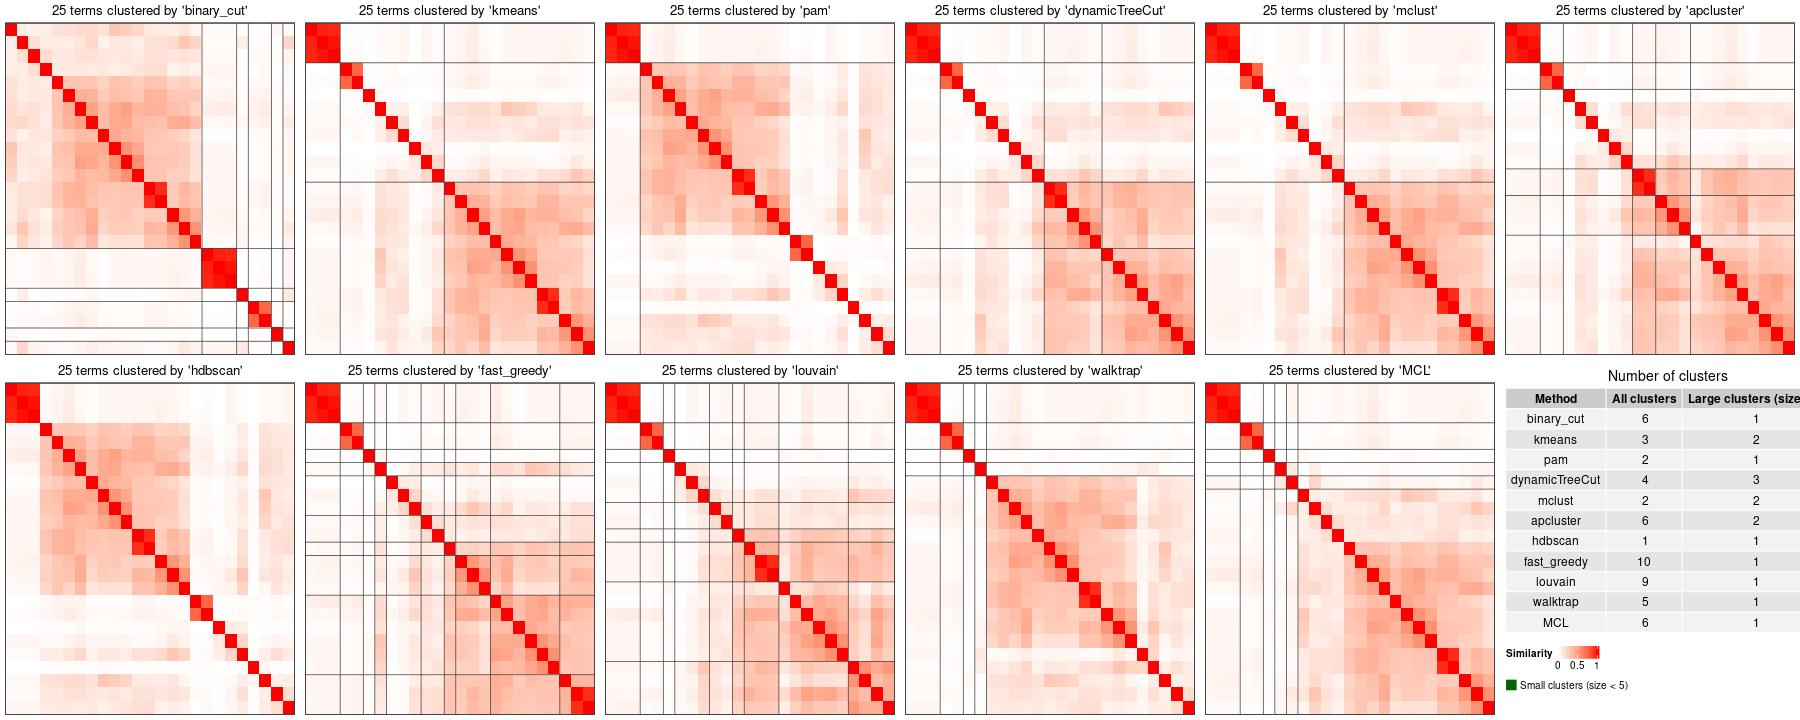 25 terms clustered by 'binary_cut'
25 terms clustered by 'kmeans'
25 terms clustered by 'pam'
25 terms clustered by 'dynamicTreeCut'
25 terms clustered by 'mclust'
25 terms clustered by 'apcluster'
25 terms clustered by 'hdbscan'
25 terms clustered by 'fast_greedy'
25 terms clustered by 'louvain'
25 terms clustered by 'walktrap'
25 terms clustered by 'MCL'
Number of clusters
Method All clusters Large clusters (size
binary_cut 6 1
kmeans 3 2
pam 2 1
dynamicTreeCut 4 3
mclust 2 2
apcluster 6 2
hdbscan 1 1
fast_greedy 10 1
louvain 9 1
walktrap 5 1
MCL 6 1
Similarity
0 0.5 1
Small clusters (size < 5)